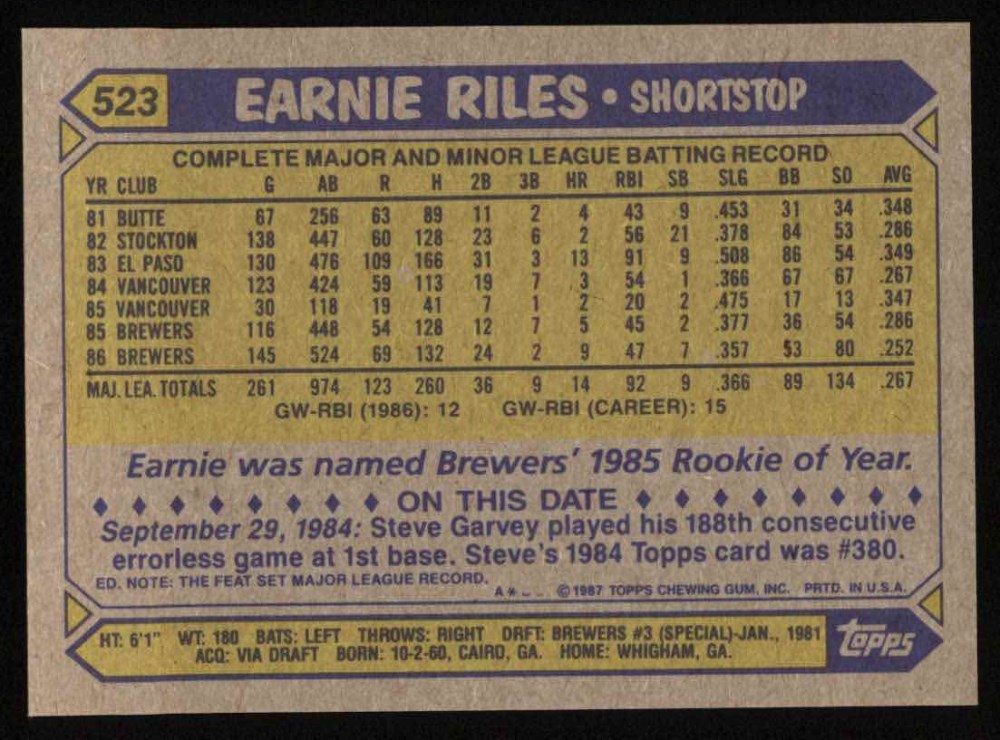 523 EARNIE RILES • SHORTSTOP
COMPLETE MAJOR AND MINOR LEAGUE BATTING RECORD
YR CLUB G AB R H 2B 3B HR RBI SB SLG BB SO AVG
81 BUTTE 67 256 63 89 11 2 4 43 9 .453 31 34 .348
82 STOCKTON 138 447 60 128 23 6 2 56 21 .378 84 53 .286
83 EL PASO 130 476 109 166 31 3 13 91 9 .508 86 54 .349
84 VANCOUVER 123 424 59 113 19 7 3 54 1 .366 67 67 .267
85 VANCOUVER 30 118 19 41 7 1 2 20 2 .475 17 13 .347
85 BREWERS 116 448 54 128 12 7 5 45 2 .377 36 54 .286
86 BREWERS 145 524 69 132 24 2 9 47 7 .357 53 80 .252
MAJ. LEA. TOTALS 261 974 123 260 36 9 14 92 9 .366 89 134 .267
GW-RBI (1986): 12 GW-RBI (CAREER): 15
Earnie was named Brewers' 1985 Rookie of Year.
♦ ♦ ♦ ♦ ♦ ♦ ♦ ♦ ON THIS DATE ♦ ♦ ♦ ♦ ♦ ♦ ♦ ♦
September 29, 1984: Steve Garvey played his 188th consecutive
errorless game at 1st base. Steve's 1984 Topps card was #380.
ED. NOTE: THE FEAT SET MAJOR LEAGUE RECORD.
A* © 1987 TOPPS CHEWING GUM, INC. PRTD. IN U.S.A.
HT: 6'1" WT: 180 BATS: LEFT THROWS: RIGHT DRFT: BREWERS #3 (SPECIAL)-JAN., 1981
ACQ: VIA DRAFT BORN: 10-2-60, CAIRO, GA. HOME: WHIGHAM, GA.
Topps